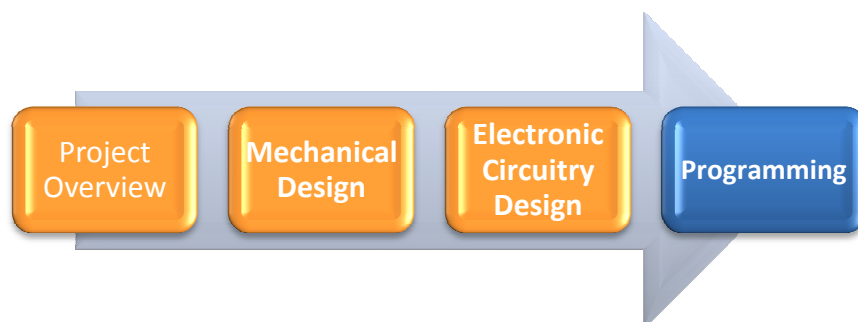 Project
Overview
Mechanical
Design
Electronic
Circuitry
Design
Programming